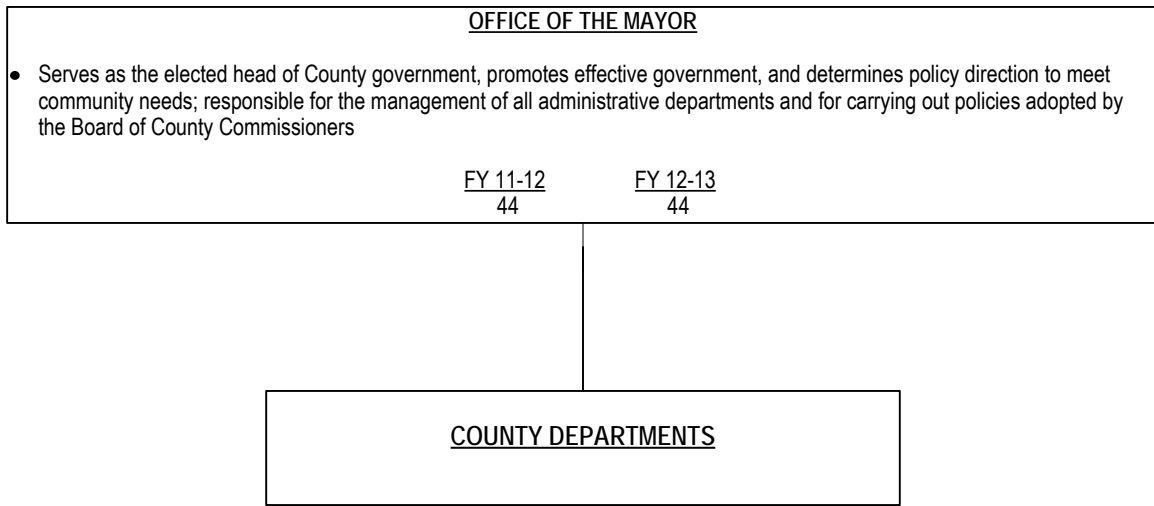 OFFICE OF THE MAYOR
• Serves as the elected head of County government, promotes effective government, and determines policy direction to meet
community needs; responsible for the management of all administrative departments and for carrying out policies adopted by
the Board of County Commissioners
FY 11-12 FY 12-13
44 44
COUNTY DEPARTMENTS